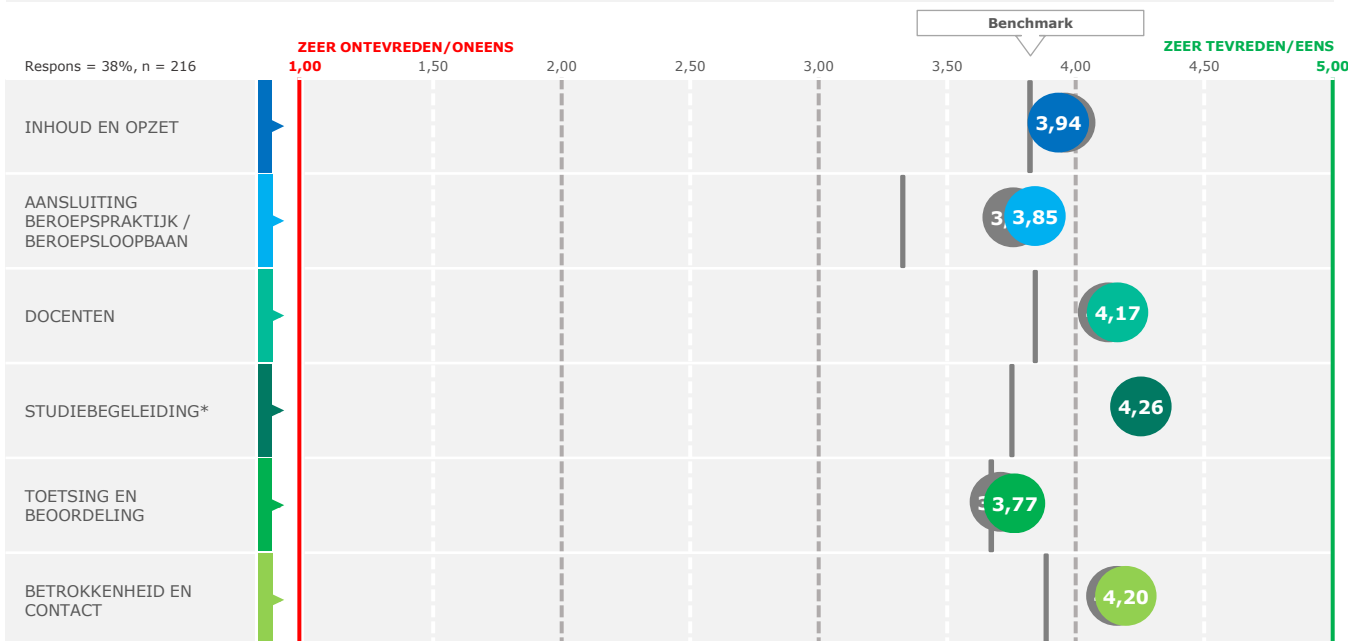 Benchmark
ZEER ONTEVREDEN/ONEENS
ZEER TEVREDEN/EENS
Respons = 38%, n = 216
1,00
1,50
2,00
2,50
3,00
3,50
4,00
4,50
5,00
INHOUD EN OPZET
3,94
AANSLUITING
BEROEPSPRAKTIJK /
BEROEPSLOOPBAAN
3,85
DOCENTEN
4,17
STUDIEBEGELEIDING*
4,26
TOETSING EN
BEOORDELING
3,77
BETROKKENHEID EN
CONTACT
4,20